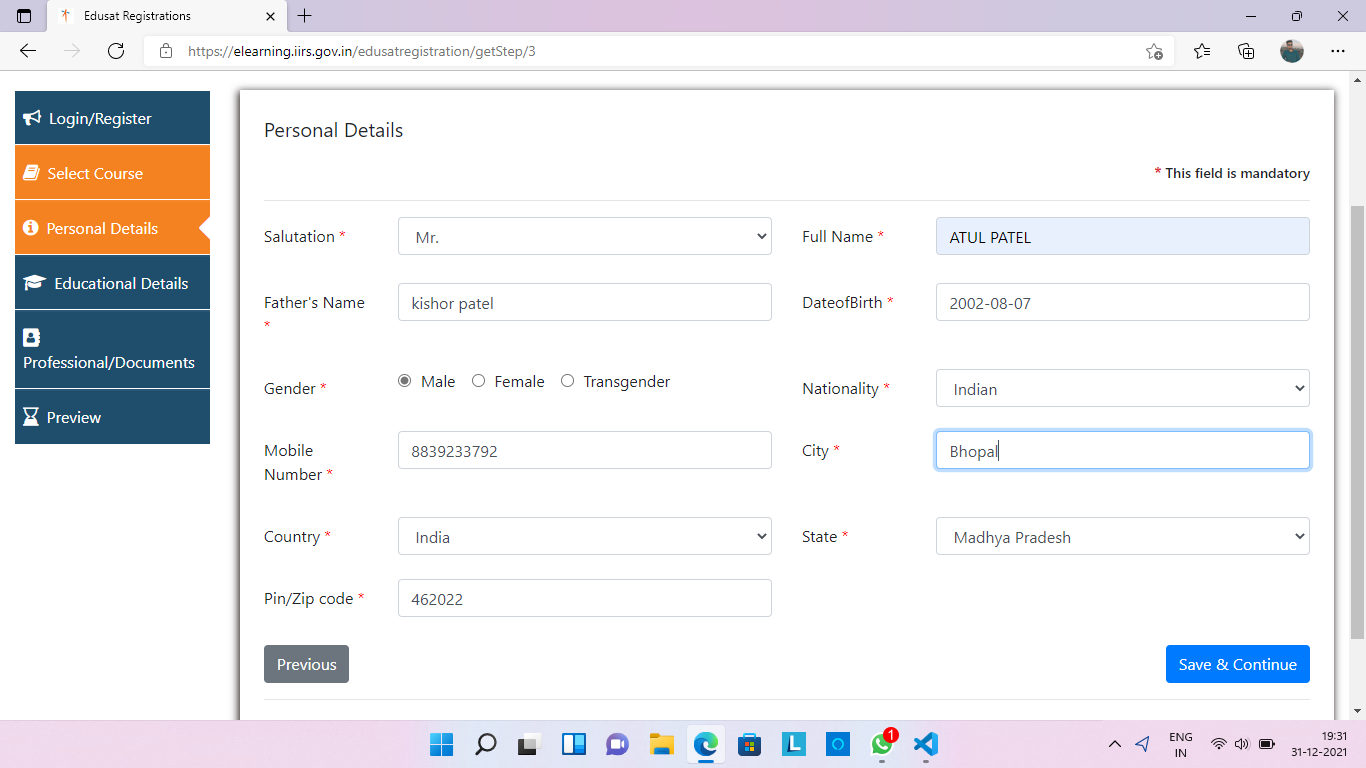 Edusat Registrations
https://elearning.iirs.gov.in/edusatregistration/getStep/3
Login/Register
Select Course
Personal Details
Educational Details
Professional/Documents
Preview
Personal Details
* This field is mandatory
Salutation * Mr. Full Name * ATUL PATEL
Father's Name * kishor patel DateofBirth * 2002-08-07
Gender * Male Female Transgender Nationality * Indian
Mobile Number * 8839233792 City * Bhopal
Country * India State * Madhya Pradesh
Pin/Zip code * 462022
Previous Save & Continue
L O 1 ENG IN 19:31
31-12-2021